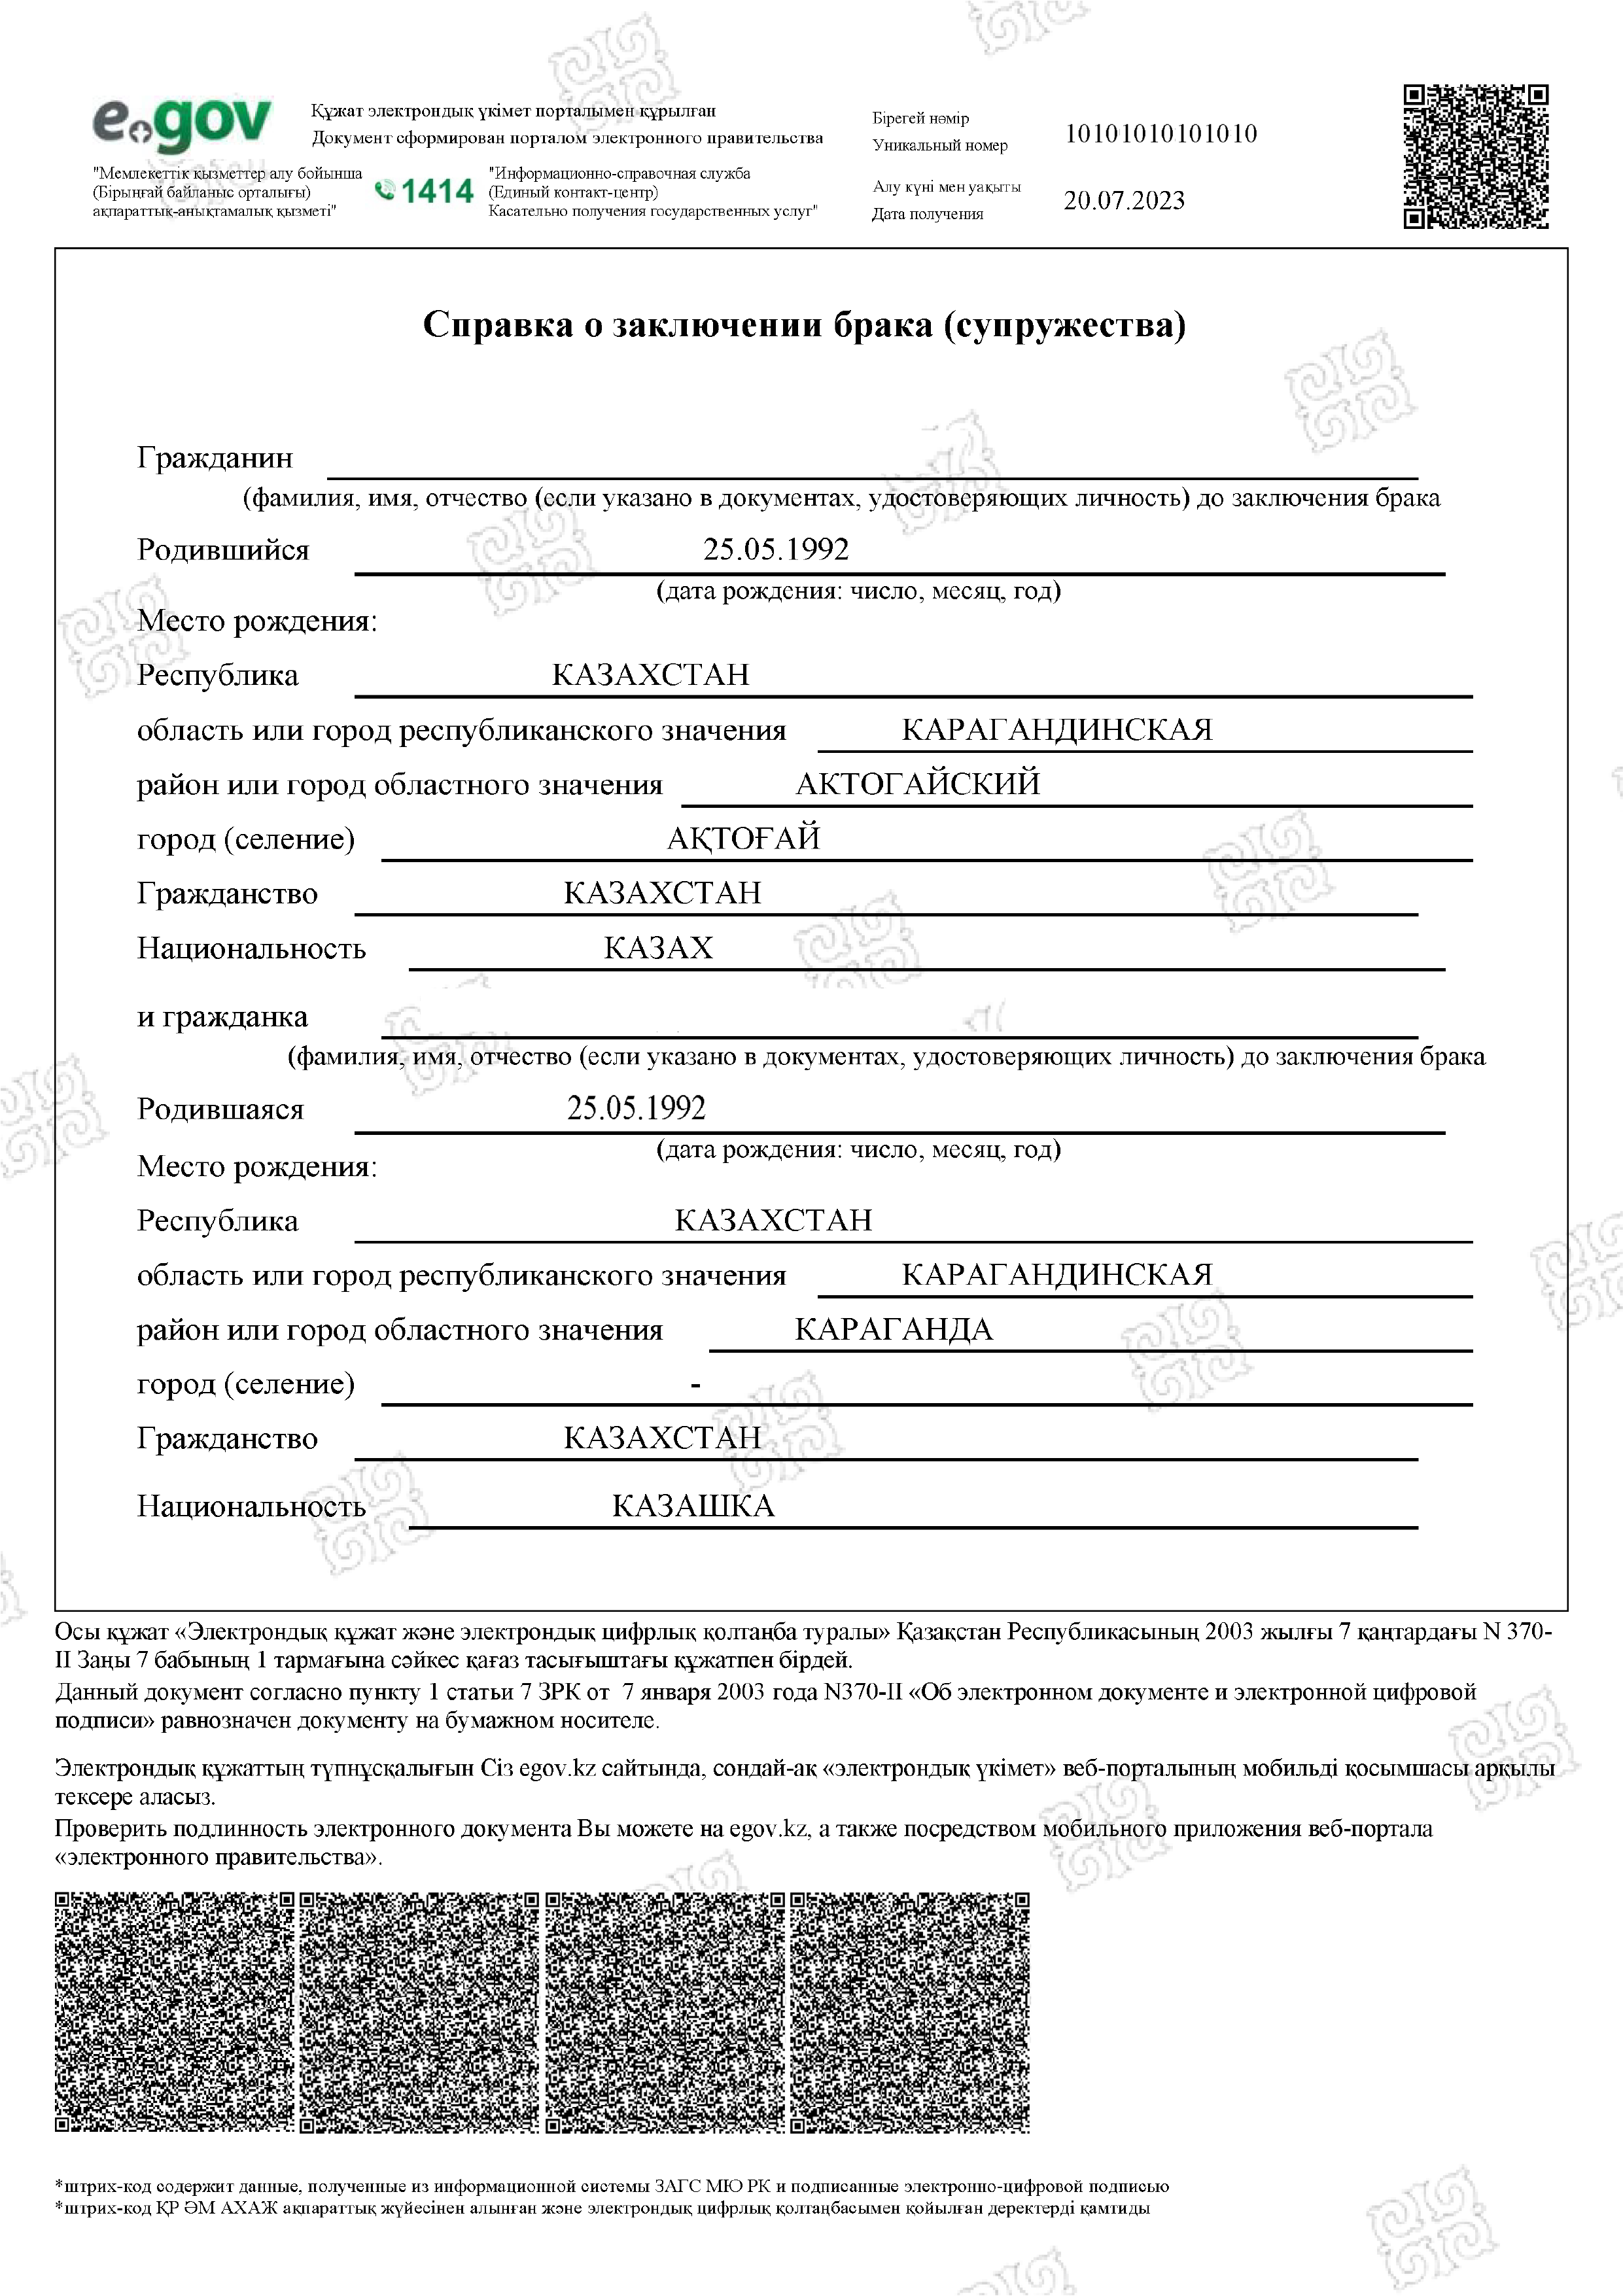 e.gov
Құжат электрондық үкімет порталымен құрылған
Документ сформирован порталом электронного правительства
"Мемлекеттік қызметтер алу бойынша
(Бірыңғай байланыс орталығы)
ақпараттық-анықтамалық қызметі"
1414
"Информационно-справочная служба
(Единый контакт-центр)
Касательно получения государственных услуг"
Бірегей нөмір
Уникальный номер
10101010101010
Алу күні мен уақыты
Дата получения
20.07.2023
Справка о заключении брака (супружества)
Гражданин
(фамилия, имя, отчество (если указано в документах, удостоверяющих личность) до заключения брака
Родившийся 25.05.1992
(дата рождения: число, месяц, год)
Место рождения:
Республика КАЗАХСТАН
область или город республиканского значения КАРАГАНДИНСКАЯ
район или город областного значения АКТОГАЙСКИЙ
город (селение) АҚТОҒАЙ
Гражданство КАЗАХСТАН
Национальность КАЗАХ
и гражданка
(фамилия, имя, отчество (если указано в документах, удостоверяющих личность) до заключения брака
Родившаяся 25.05.1992
(дата рождения: число, месяц, год)
Место рождения:
Республика КАЗАХСТАН
область или город республиканского значения КАРАГАНДИНСКАЯ
район или город областного значения КАРАГАНДА
город (селение) -
Гражданство КАЗАХСТАН
Национальность КАЗАШКА
Осы құжат «Электрондық құжат және электрондық цифрлық қолтаңба туралы» Қазақстан Республикасының 2003 жылғы 7 қаңтардағы N 370-
II Заңы 7 бабының 1 тармағына сәйкес қағаз тасығыштағы құжатпен бірдей.
Данный документ согласно пункту 1 статьи 7 ЗРК от 7 января 2003 года N370-II «Об электронном документе и электронной цифровой
подписи» равнозначен документу на бумажном носителе.
Электрондық құжаттың түпнұсқалығын Сіз egov.kz сайтында, сондай-ақ «электрондық үкімет» веб-порталының мобильді қосымшасы арқылы
тексере аласыз.
Проверить подлинность электронного документа Вы можете на egov.kz, а также посредством мобильного приложения веб-портала
«электронного правительства».
*штрих-код содержит данные, полученные из информационной системы ЗАГС МЮ РК и подписанные электронно-цифровой подписью
*штрих-код ҚР ӘМ АХАЖ ақпараттық жүйесінен алынған және электрондық цифрлық қолтаңбасымен қойылған деректерді қамтиды